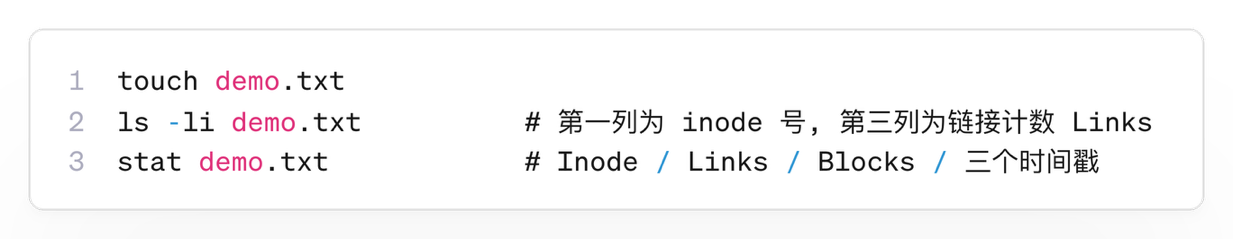 1 touch demo.txt
2 ls -li demo.txt # 第一列为 inode 号, 第三列为链接计数 Links
3 stat demo.txt # Inode / Links / Blocks / 三个时间戳